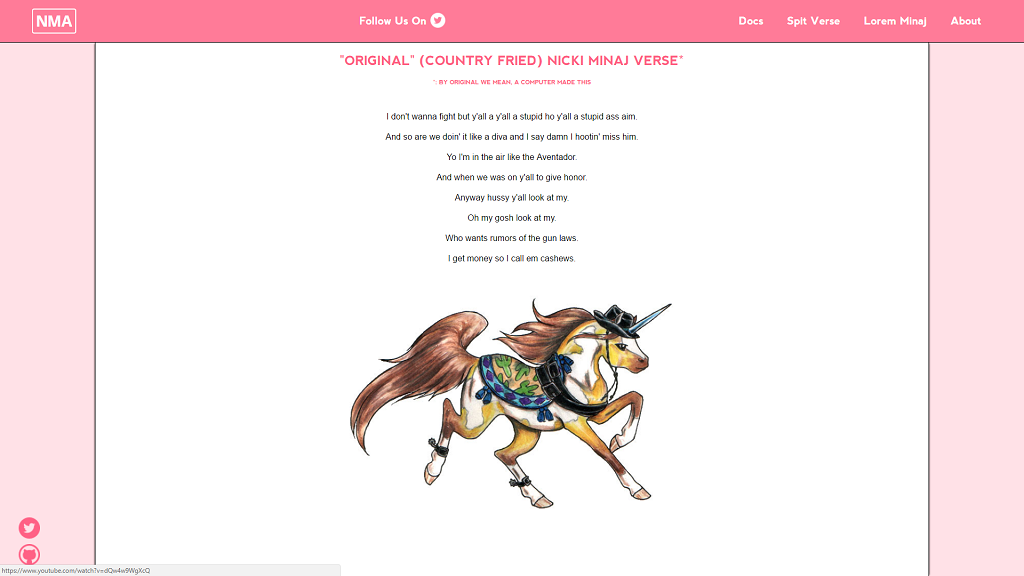 NMA
Follow Us On
Docs
Spit Verse
Lorem Minaj
About
"ORIGINAL" (COUNTRY FRIED) NICKI MINAJ VERSE*
*: BY ORIGINAL WE MEAN, A COMPUTER MADE THIS
I don't wanna fight but y'all a y'all a stupid ho y'all a stupid ass aim.
And so are we doin' it like a diva and I say damn I hootin' miss him.
Yo I'm in the air like the Aventador.
And when we was on y'all to give honor.
Anyway hussy y'all look at my.
Oh my gosh look at my.
Who wants rumors of the gun laws.
I get money so I call em cashews.
https://www.youtube.com/watch?v=dQw4w9WgXcQ